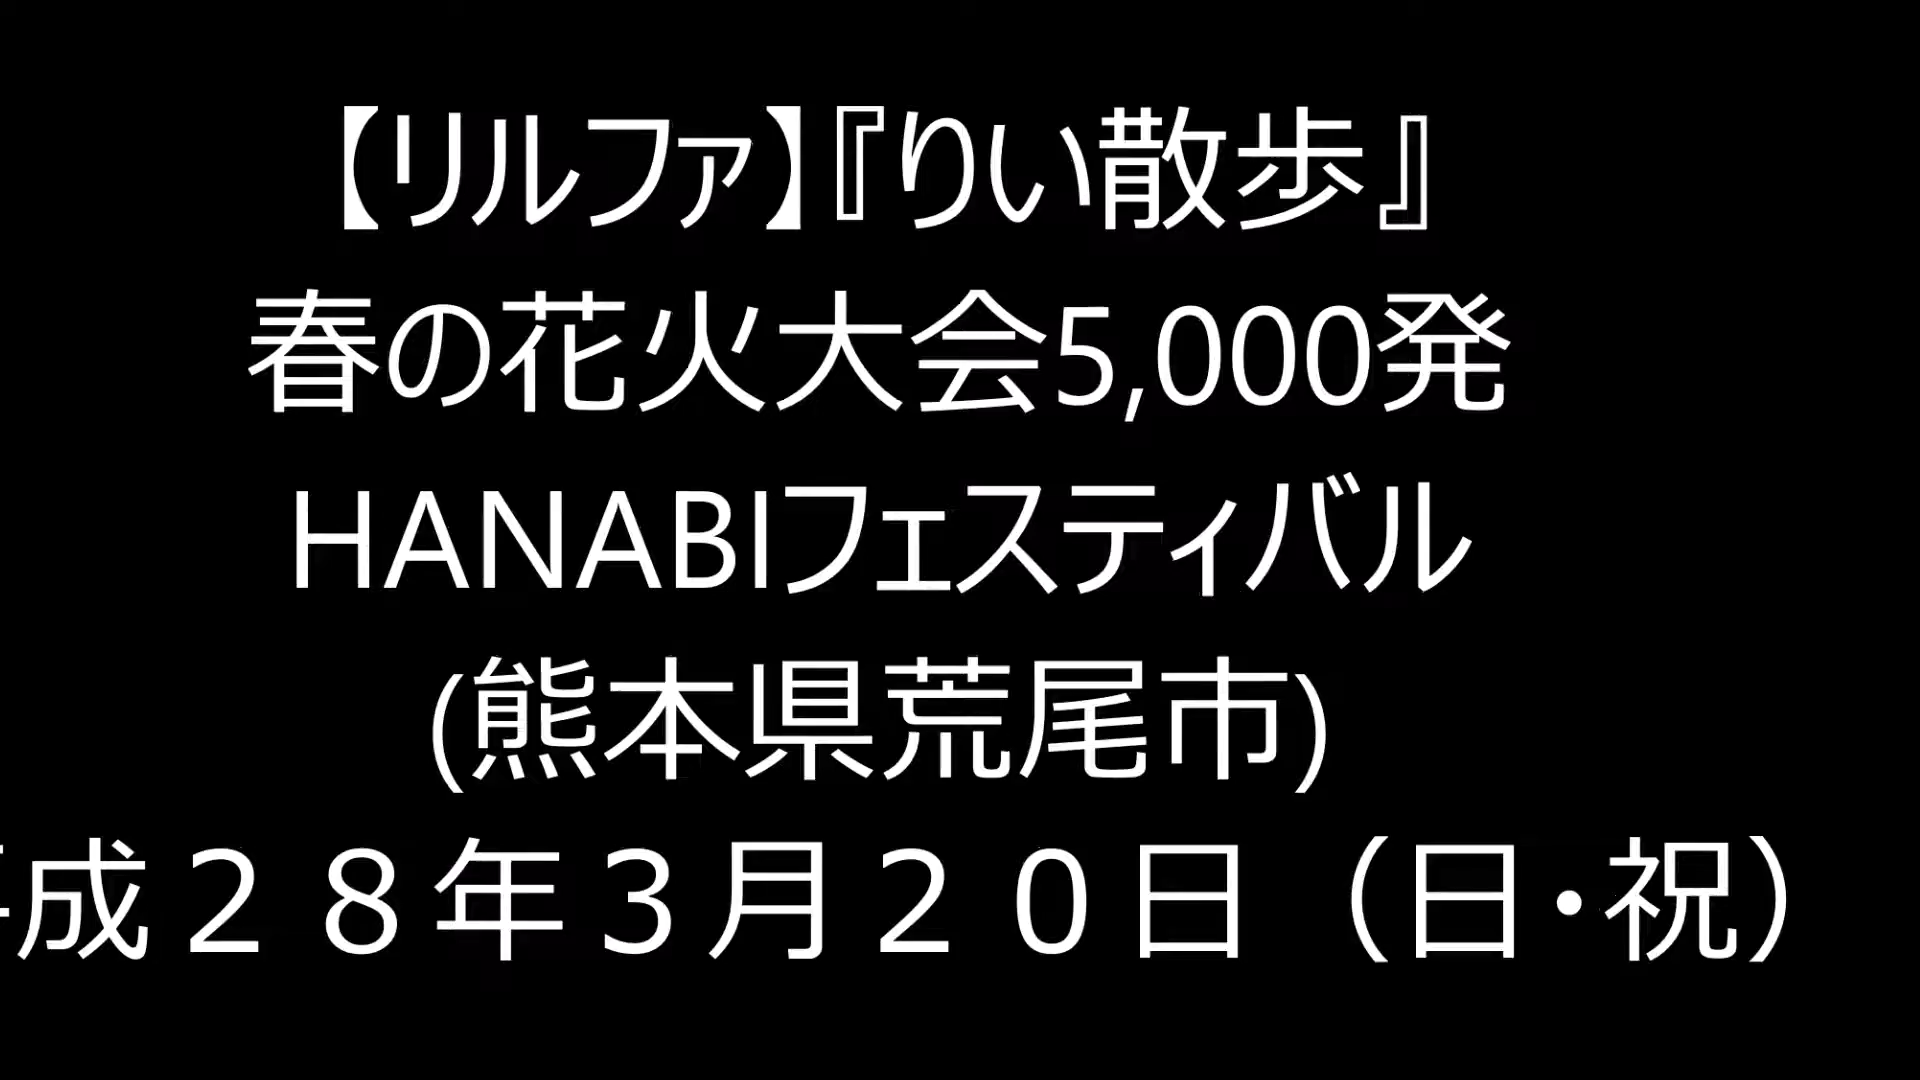 【リルファ】『りぃ散歩』
春の花火大会5,000発
HANABIフェスティバル
(熊本県荒尾市)
平成２８年３月２０日（日・祝）